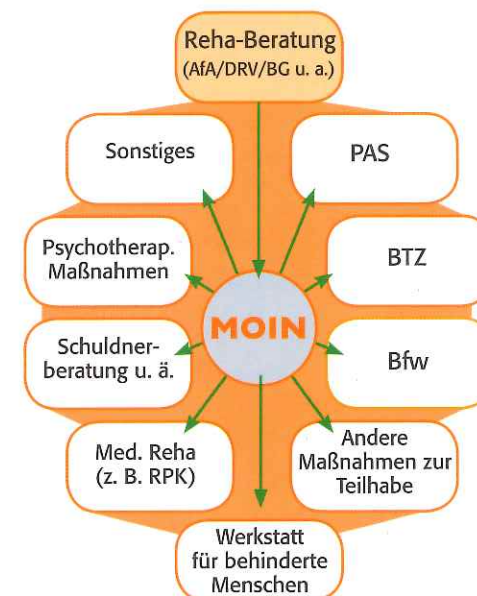 Reha-Beratung
(AfA/DRV/BG u. a.)
Sonstiges
PAS
Psychotherap.
Maßnahmen
BTZ
MOIN
Schuldner-
beratung u. ä.
Bfw
Med. Reha
(z. B. RPK)
Andere
Maßnahmen zur
Teilhabe
Werkstatt
für behinderte
Menschen